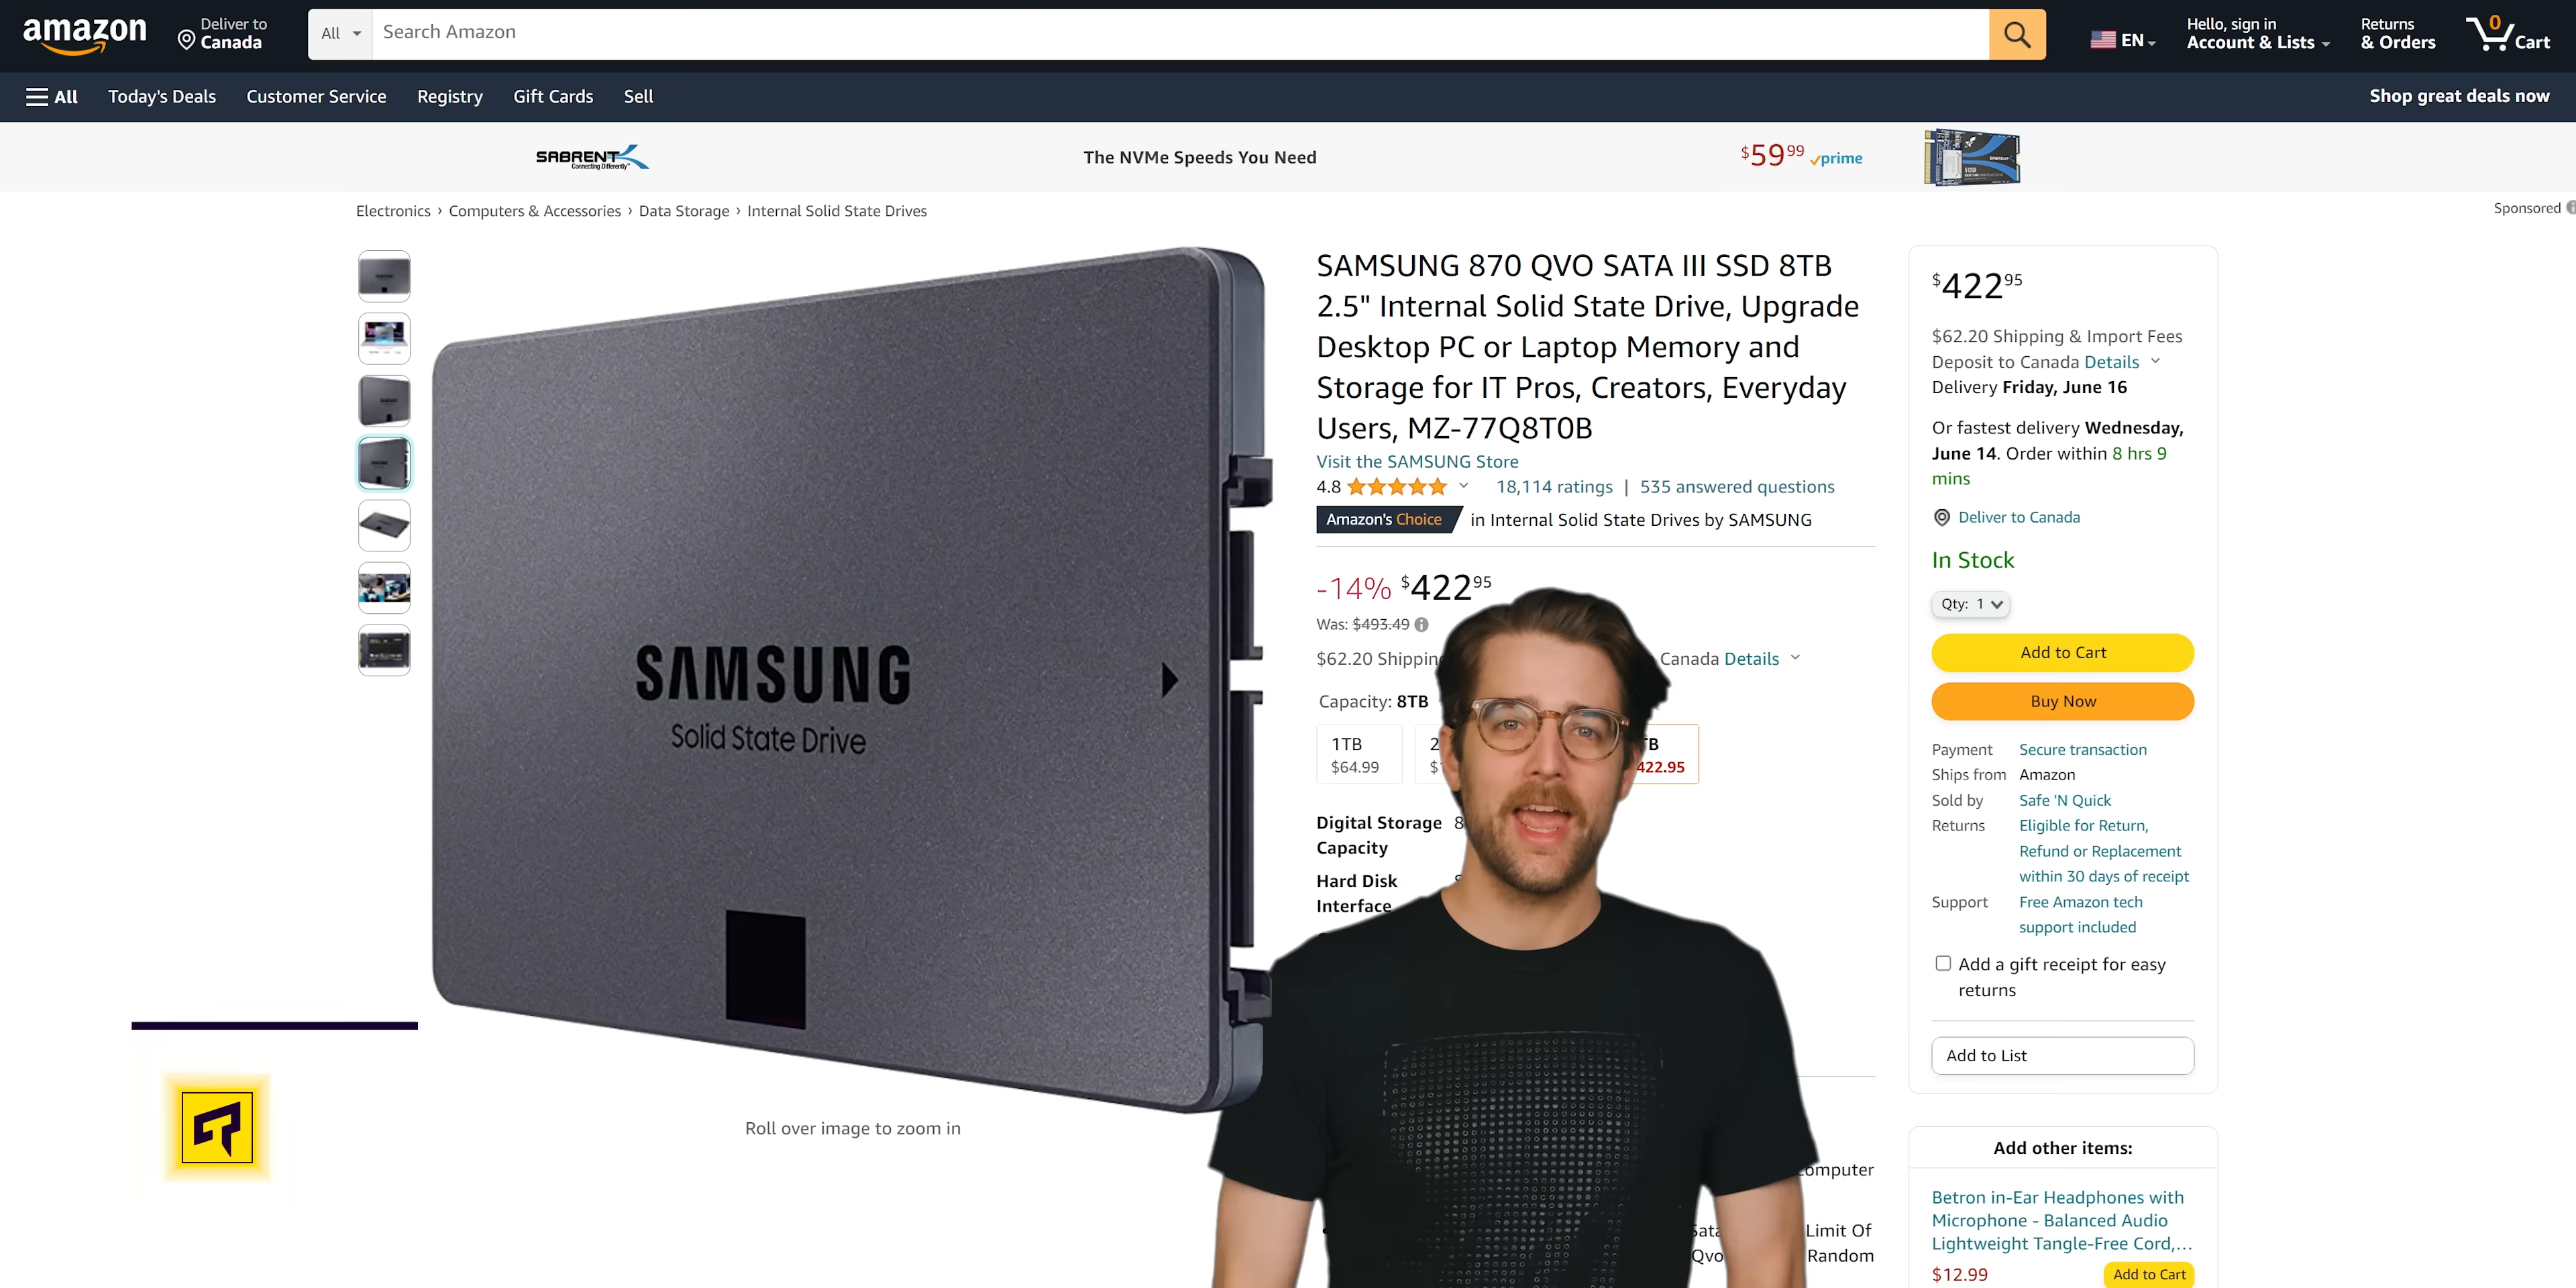 amazon
Deliver to
Canada
All
Search Amazon
EN
Hello, sign in
Account & Lists
Returns
& Orders
0
Cart
All
Today's Deals
Customer Service
Registry
Gift Cards
Sell
Shop great deals now
SABRENT
Connecting Differently
The NVMe Speeds You Need
$59 99 prime
Electronics › Computers & Accessories › Data Storage › Internal Solid State Drives
Sponsored
SAMSUNG
Solid State Drive
Roll over image to zoom in
SAMSUNG 870 QVO SATA III SSD 8TB
2.5" Internal Solid State Drive, Upgrade
Desktop PC or Laptop Memory and
Storage for IT Pros, Creators, Everyday
Users, MZ-77Q8T0B
Visit the SAMSUNG Store
4.8
18,114 ratings | 535 answered questions
Amazon's Choice in Internal Solid State Drives by SAMSUNG
-14% $422 95
Was: $493.49
$62.20
Canada Details
Capacity: 8TB
1TB
$64.99
422.95
Digital Storage
Capacity
Hard Disk
Interface
Limit Of
Random
$422 95
$62.20 Shipping & Import Fees
Deposit to Canada Details
Delivery Friday, June 16
Or fastest delivery Wednesday,
June 14. Order within 8 hrs 9
mins
Deliver to Canada
In Stock
Qty: 1
Add to Cart
Buy Now
Payment Secure transaction
Ships from Amazon
Sold by Safe 'N Quick
Returns Eligible for Return,
Refund or Replacement
within 30 days of receipt
Support Free Amazon tech
support included
Add a gift receipt for easy
returns
Add to List
Add other items:
Betron in-Ear Headphones with
Microphone - Balanced Audio
Lightweight Tangle-Free Cord,...
$12.99
Add to Cart